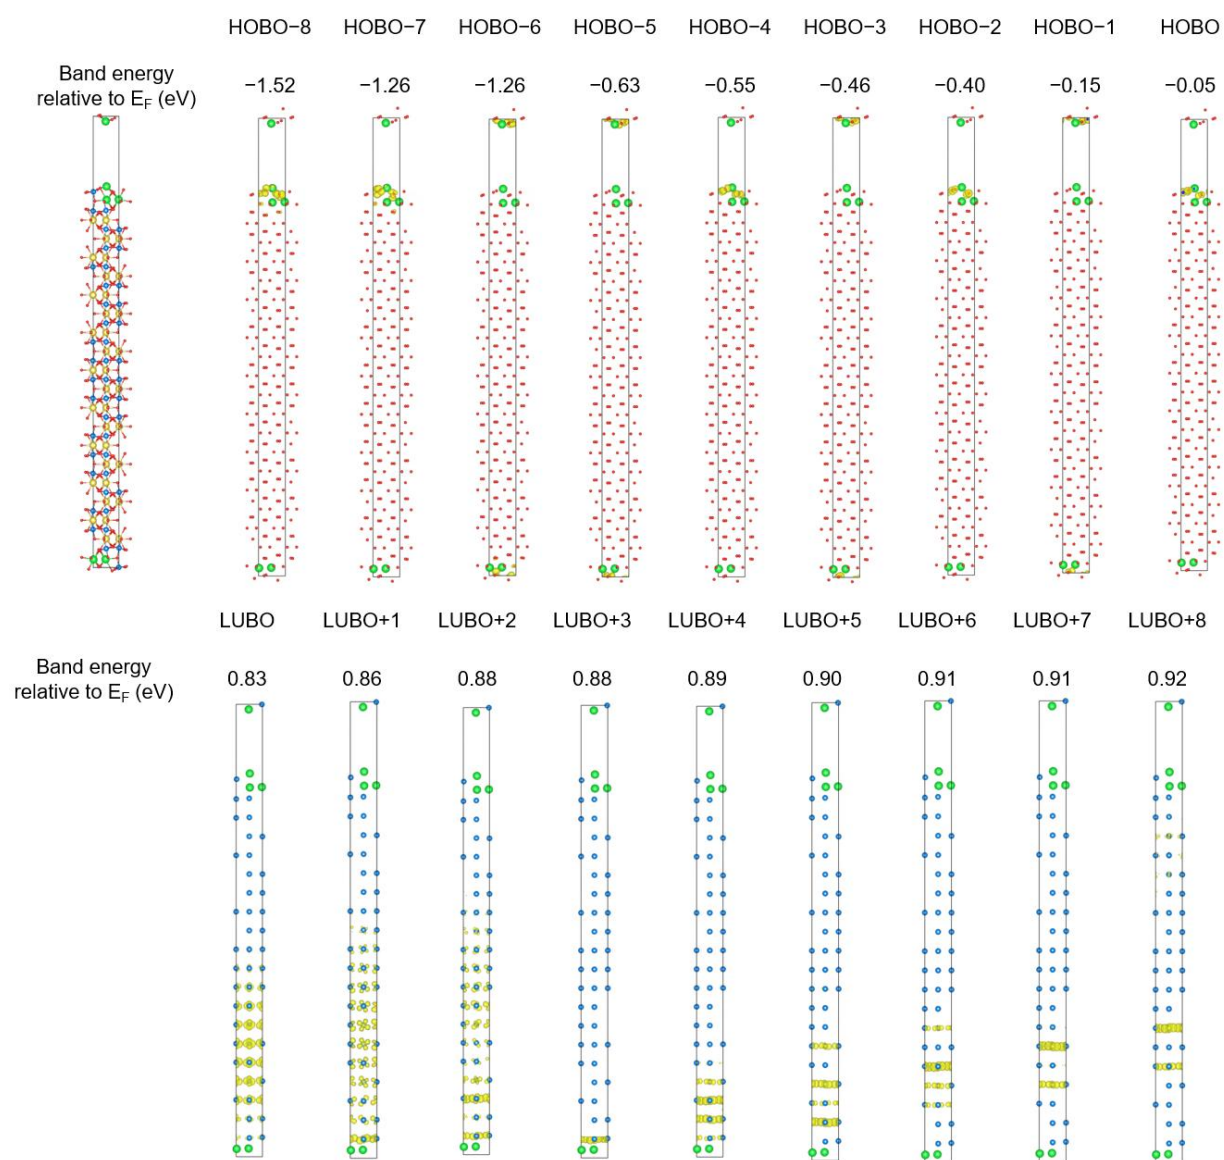 HOBO−8 HOBO−7 HOBO−6 HOBO−5 HOBO−4 HOBO−3 HOBO−2 HOBO−1 HOBO
Band energy
relative to E_F (eV) −1.52 −1.26 −1.26 −0.63 −0.55 −0.46 −0.40 −0.15 −0.05
LUBO LUBO+1 LUBO+2 LUBO+3 LUBO+4 LUBO+5 LUBO+6 LUBO+7 LUBO+8
Band energy
relative to E_F (eV) 0.83 0.86 0.88 0.88 0.89 0.90 0.91 0.91 0.92